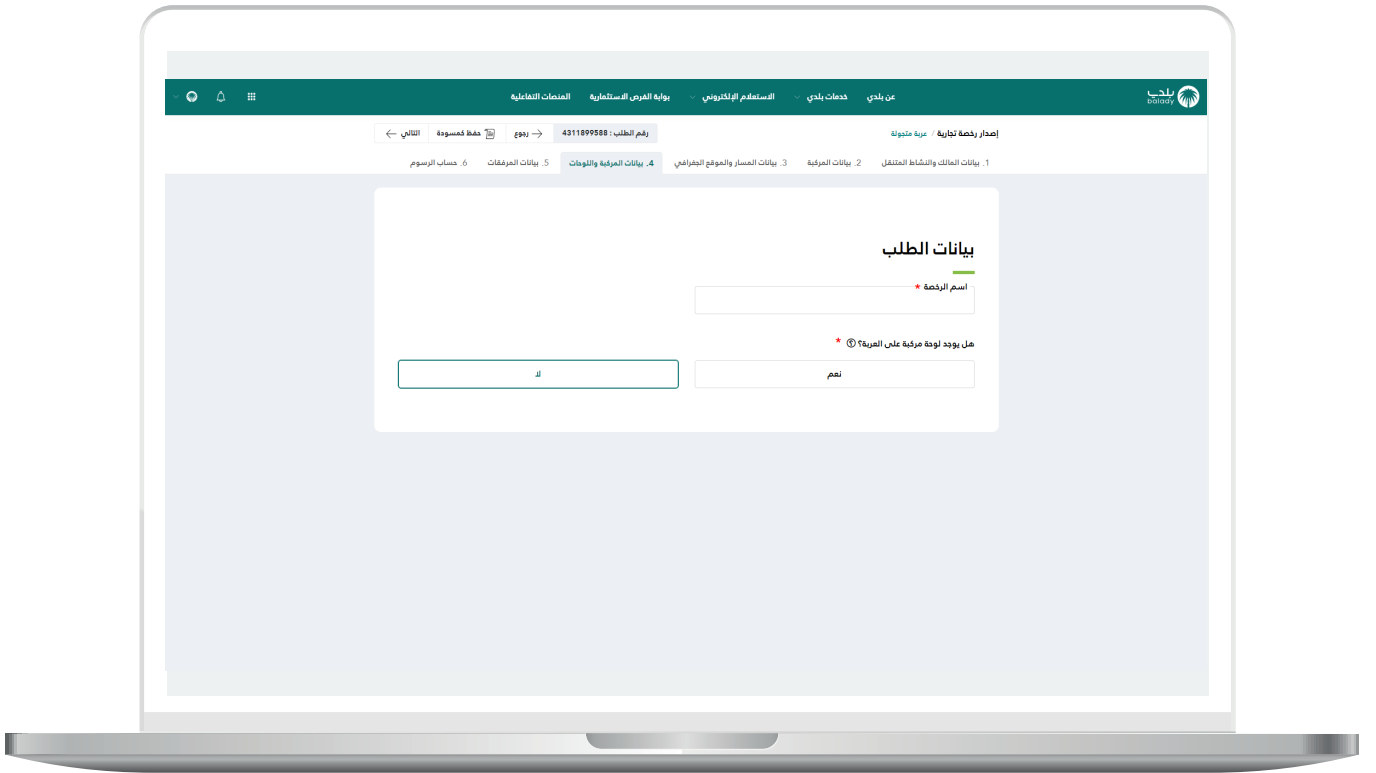 بلدي
balady
عن بلدي خدمات بلدي الاستعلام الإلكتروني بوابة الفرص الاستثمارية المنصات التفاعلية
إصدار رخصة تجارية / عربة متجولة رقم الطلب : 4311899588 رجوع حفظ كمسودة التالي
1. بيانات المالك والنشاط المتنقل 2. بيانات المركبة 3. بيانات المسار والموقع الجغرافي 4. بيانات المركبة واللوحات 5. بيانات المرفقات 6. حساب الرسوم
بيانات الطلب
اسم الرخصة *
هل يوجد لوحة مركبة على العربة؟ *
نعم لا